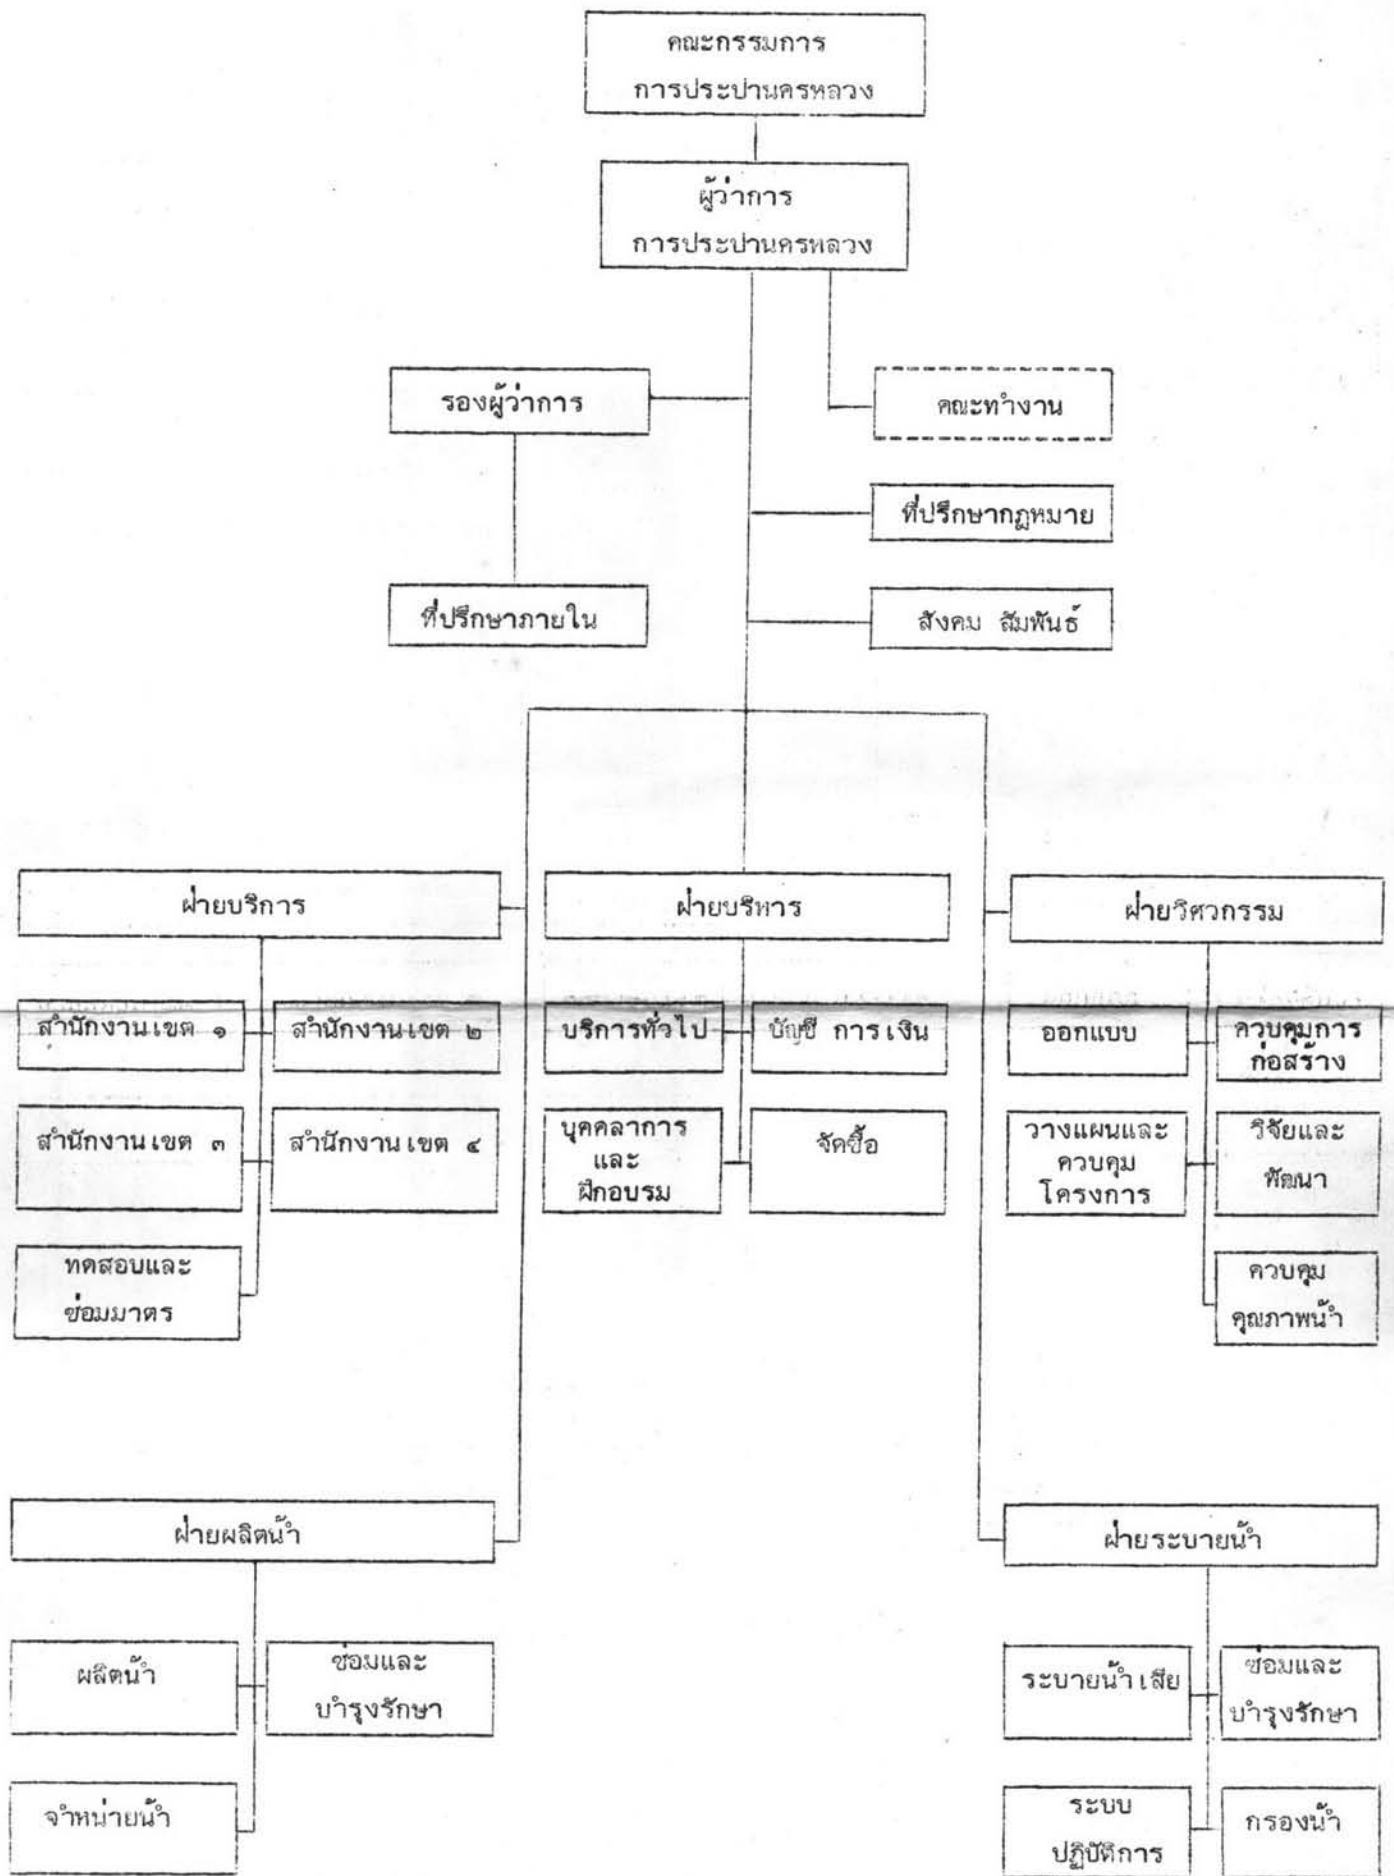 คณะกรรมการ
การประปานครหลวง
ผู้ว่าการ
การประปานครหลวง
รองผู้ว่าการ
คณะทำงาน
ที่ปรึกษากฎหมาย
ที่ปรึกษาภายใน
สังคม สัมพันธ์
ฝ่ายบริการ
ฝ่ายบริหาร
ฝ่ายวิศวกรรม
สำนักงานเขต ๑
สำนักงานเขต ๒
บริการทั่วไป
บัญชี การเงิน
ออกแบบ
ควบคุมการ
ก่อสร้าง
สำนักงานเขต ๓
สำนักงานเขต ๔
บุคคลาการ
และ
ฝึกอบรม
จัดซื้อ
วางแผนและ
ควบคุม
โครงการ
วิจัยและ
พัฒนา
ทดสอบและ
ซ่อมมาตร
ควบคุม
คุณภาพน้ำ
ฝ่ายผลิตน้ำ
ฝ่ายระบายน้ำ
ผลิตน้ำ
ซ่อมและ
บำรุงรักษา
ระบายน้ำเสีย
ซ่อมและ
บำรุงรักษา
จำหน่ายน้ำ
ระบบ
ปฏิบัติการ
กรองน้ำ